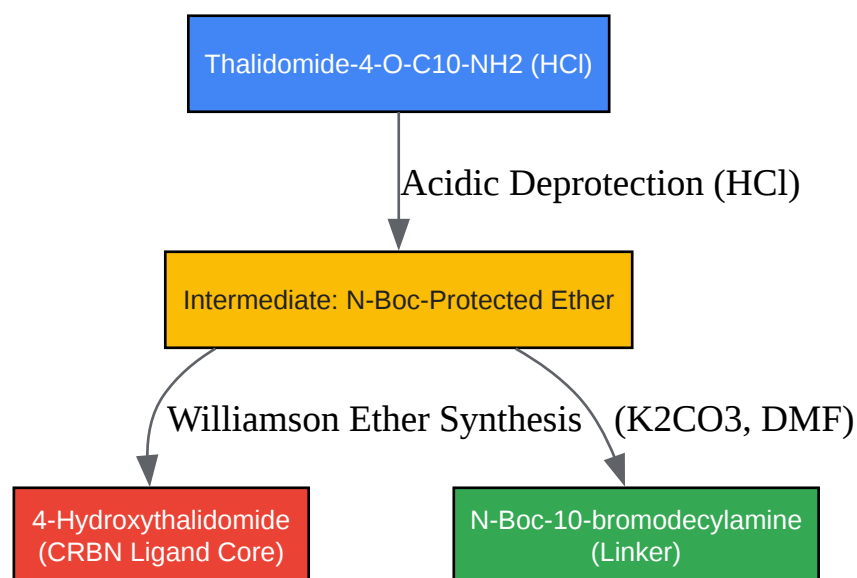 Thalidomide-4-O-C10-NH2 (HCl)
Acidic Deprotection (HCl)
Intermediate: N-Boc-Protected Ether
Williamson Ether Synthesis
(K2CO3, DMF)
4-Hydroxythalidomide
(CRBN Ligand Core)
N-Boc-10-bromodecylamine
(Linker)